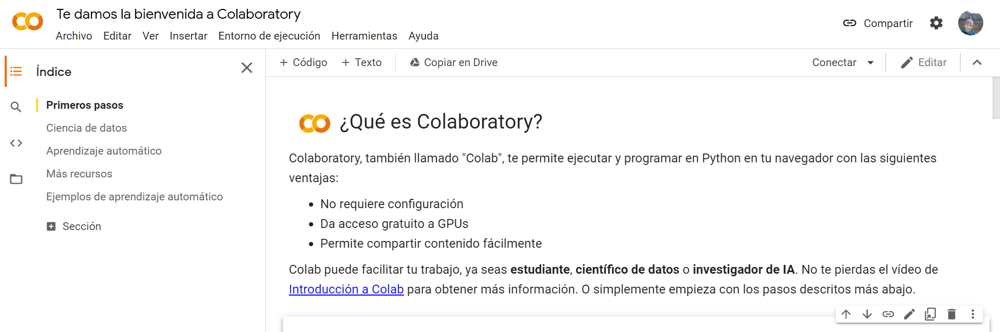 Te damos la bienvenida a Colaboratory
Archivo Editar Ver Insertar Entorno de ejecución Herramientas Ayuda
Compartir
Índice
Primeros pasos
Ciencia de datos
Aprendizaje automático
Más recursos
Ejemplos de aprendizaje automático
Sección
+ Código + Texto Copiar en Drive
Conectar Editar
¿Qué es Colaboratory?
Colaboratory, también llamado "Colab", te permite ejecutar y programar en Python en tu navegador con las siguientes
ventajas:
• No requiere configuración
• Da acceso gratuito a GPUs
• Permite compartir contenido fácilmente
Colab puede facilitar tu trabajo, ya seas estudiante, científico de datos o investigador de IA. No te pierdas el vídeo de
Introducción a Colab para obtener más información. O simplemente empieza con los pasos descritos más abajo.